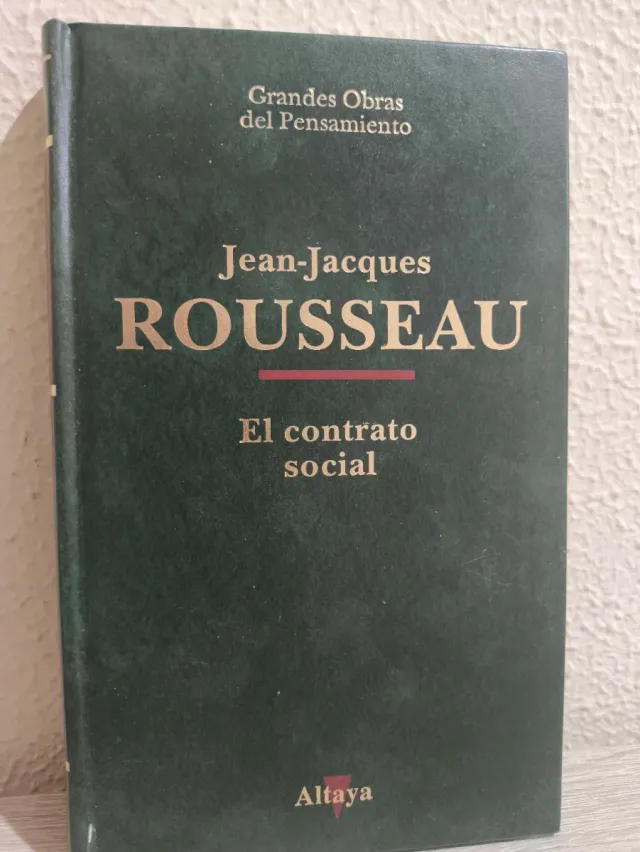 Grandes Obras
del Pensamiento
Jean-Jacques
ROUSSEAU
El contrato
social
Altaya